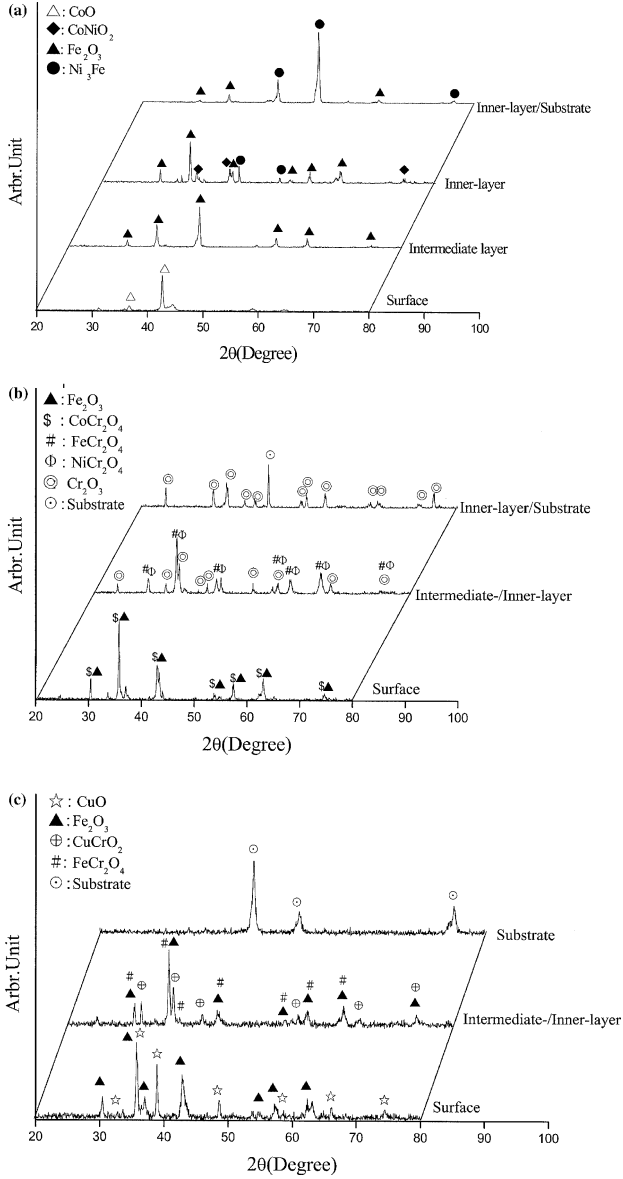 (a)
△ : CoO
◆ : CoNiO2
▲ : Fe2O3
● : Ni3Fe
Inner-layer/Substrate
Inner-layer
Intermediate layer
Surface
Arbr.Unit
20 30 40 50 60 70 80 90 100
2θ(Degree)
(b)
▲ : Fe2O3
$ : CoCr2O4
# : FeCr2O4
Φ : NiCr2O4
◎ Cr2O3
⊙ : Substrate
Inner-layer/Substrate
#Φ
#Φ #Φ #Φ #Φ #Φ #Φ
Intermediate-/Inner-layer
$▲
$▲ $▲ $▲ $▲ $▲ $▲
Surface
Arbr.Unit
20 30 40 50 60 70 80 90 100
2θ(Degree)
(c)
☆ : CuO
▲ : Fe2O3
⊕ : CuCrO2
# : FeCr2O4
⊙ : Substrate
Substrate
# # # # # # #
Intermediate-/Inner-layer
Surface
Arbr.Unit
20 30 40 50 60 70 80 90 100
2θ(Degree)